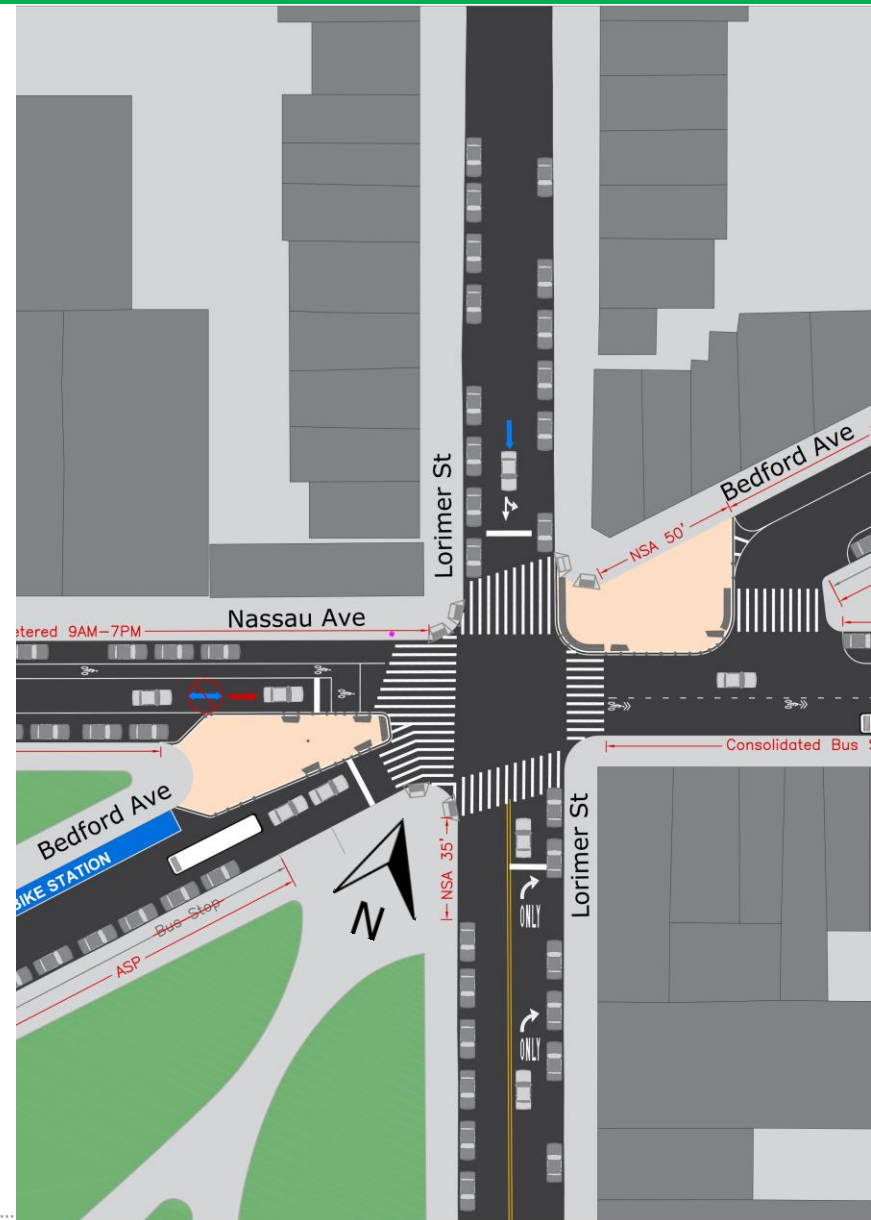 Lorimer St
Bedford Ave
NSA 50'
Nassau Ave
etered 9AM-7PM
Consolidated Bus S
Bedford Ave
BIKE STATION
NSA 35'
Lorimer St
ONLY
Bus Stop
ASP
N
ONLY